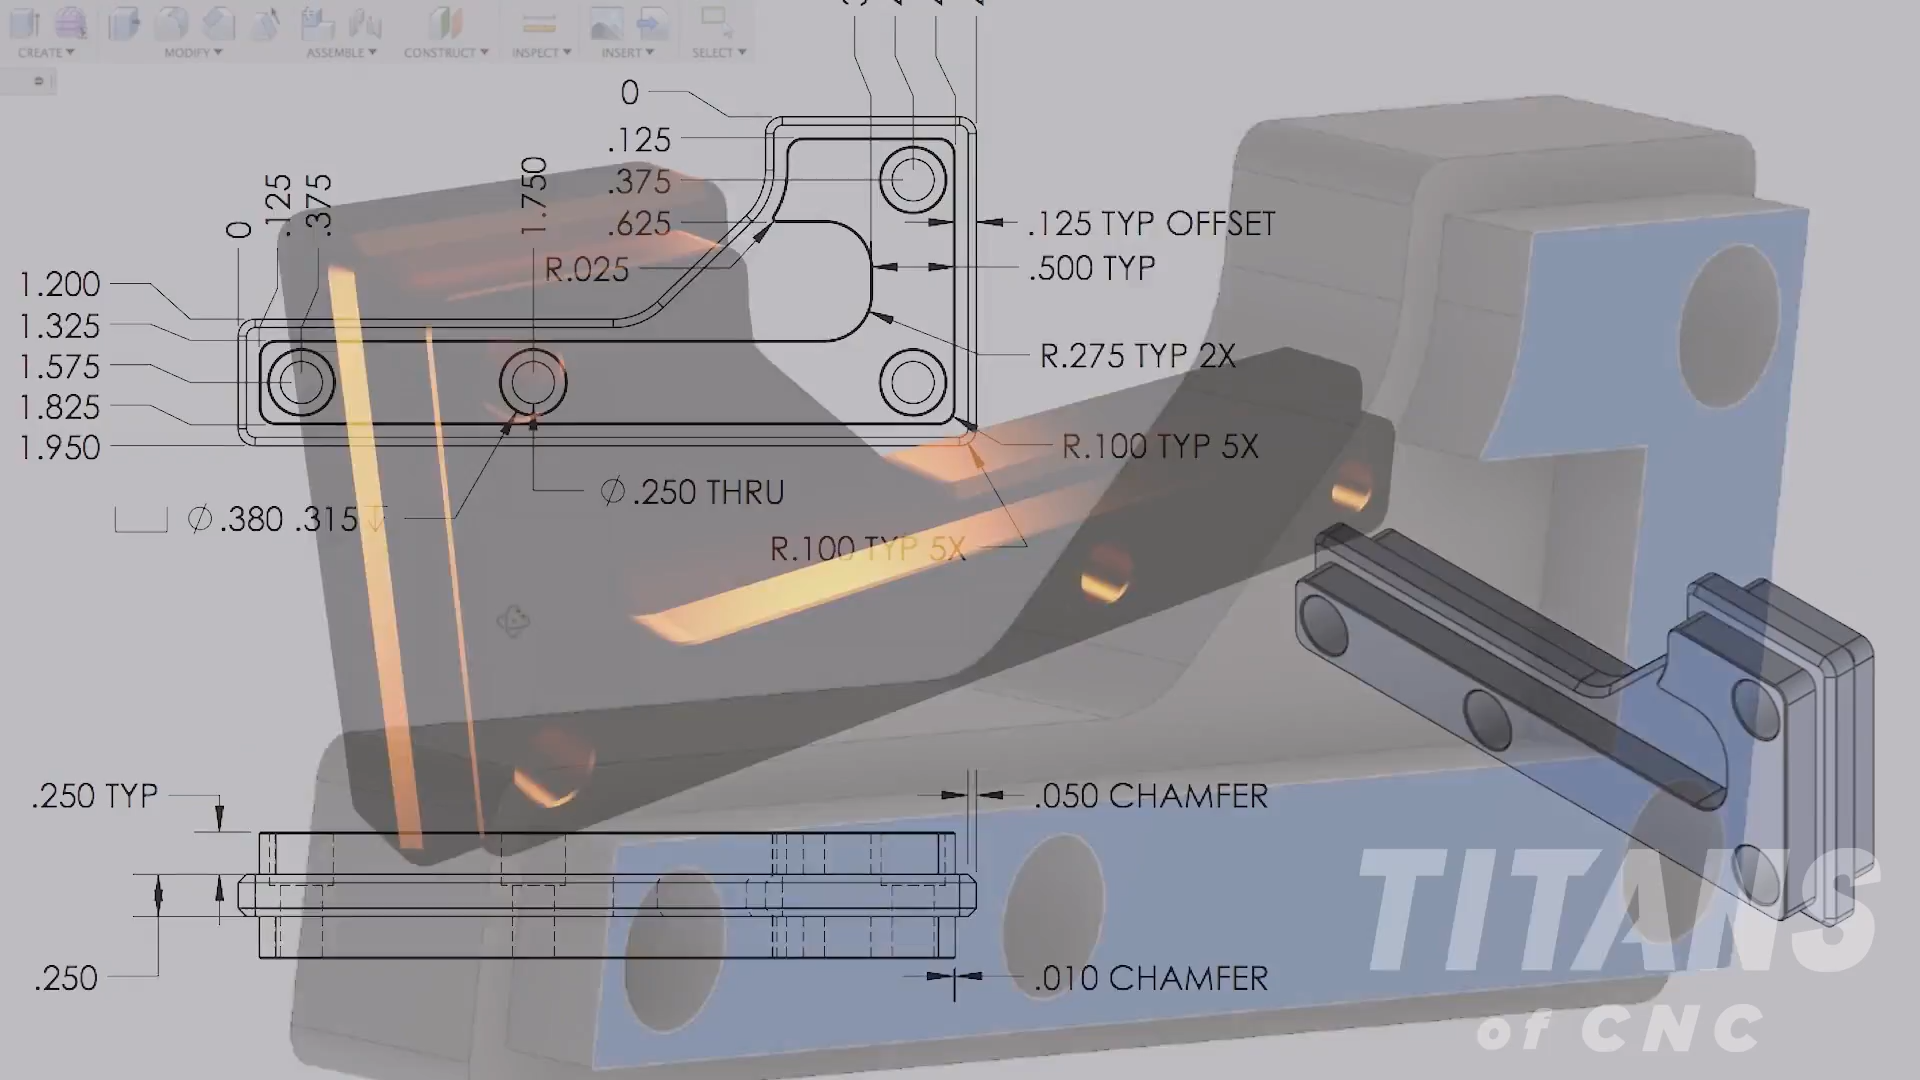 CREATE
MODIFY
ASSEMBLE
CONSTRUCT
INSPECT
INSERT
SELECT
0
.125
.375
.625
R.025
0
.125
.375
1.750
1.200
1.325
1.575
1.825
1.950
.125 TYP OFFSET
.500 TYP
R.275 TYP 2X
R.100 TYP 5X
Ø.250 THRU
⌴ Ø.380 .315↧
R.100 TYP 5X
.250 TYP
.250
.050 CHAMFER
.010 CHAMFER
TITANS
of CNC